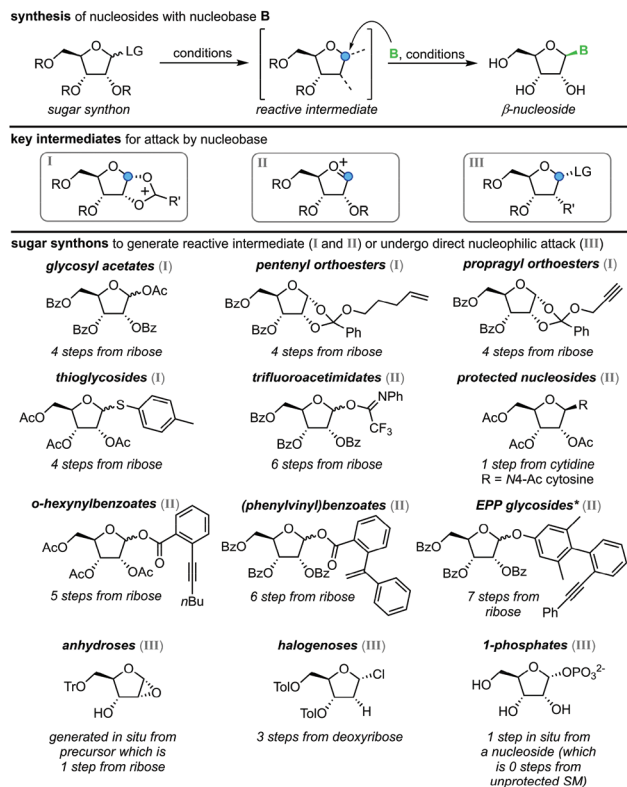 synthesis of nucleosides with nucleobase B
RO
O
LG
RO
OR
sugar synthon
conditions
RO
O
RO
reactive intermediate
B, conditions
HO
O
B
HO
OH
β-nucleoside
key intermediates for attack by nucleobase
I
RO
O
O
+
RO
O
R'
II
RO
O+
RO
OR
III
RO
O
LG
RO
R'
sugar synthons to generate reactive intermediate (I and II) or undergo direct nucleophilic attack (III)
glycosyl acetates (I)
BzO
O
OAc
BzO
OBz
4 steps from ribose
pentenyl orthoesters (I)
BzO
O
O
O
BzO
O
Ph
4 steps from ribose
propragyl orthoesters (I)
BzO
O
O
O
BzO
O
Ph
4 steps from ribose
thioglycosides (I)
AcO
O
S
AcO
OAc
4 steps from ribose
trifluoroacetimidates (II)
BzO
O
O
NPh
CF3
BzO
OBz
6 steps from ribose
protected nucleosides (II)
AcO
O
R
AcO
OAc
1 step from cytidine
R = N4-Ac cytosine
o-hexynylbenzoates (II)
AcO
O
O
O
AcO
OAc
nBu
5 steps from ribose
(phenylvinyl)benzoates (II)
BzO
O
O
O
BzO
OBz
6 step from ribose
EPP glycosides* (II)
BzO
O
O
BzO
OBz
Ph
7 steps from
ribose
anhydroses (III)
TrO
O
O
HO
generated in situ from
precursor which is
1 step from ribose
halogenoses (III)
TolO
O
Cl
TolO
H
3 steps from deoxyribose
1-phosphates (III)
HO
O
OPO3 2-
HO
OH
1 step in situ from
a nucleoside (which
is 0 steps from
unprotected SM)